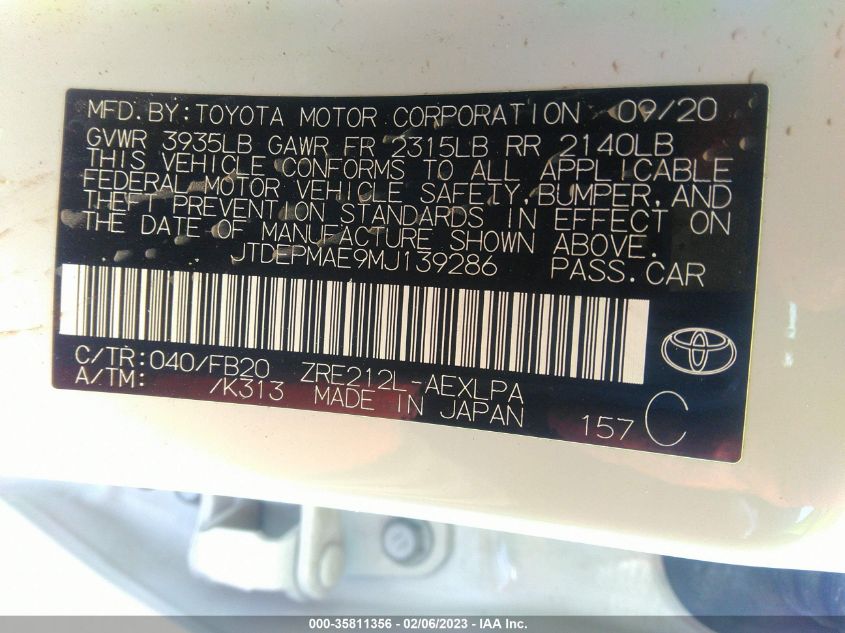 MFD. BY: TOYOTA MOTOR CORPORATION 09/20
GVWR 3935LB GAWR FR 2315LB RR 2140LB
THIS VEHICLE CONFORMS TO ALL APPLICABLE
FEDERAL MOTOR VEHICLE SAFETY, BUMPER, AND
THEFT PREVENTION STANDARDS IN EFFECT ON
THE DATE OF MANUFACTURE SHOWN ABOVE.
JTDEPMAE9MJ139286 PASS. CAR
C/TR: 040/FB20 ZRE212L-AEXLPA
A/TM: /K313 MADE IN JAPAN
157 C
000-35811356 - 02/06/2023 - IAA Inc.